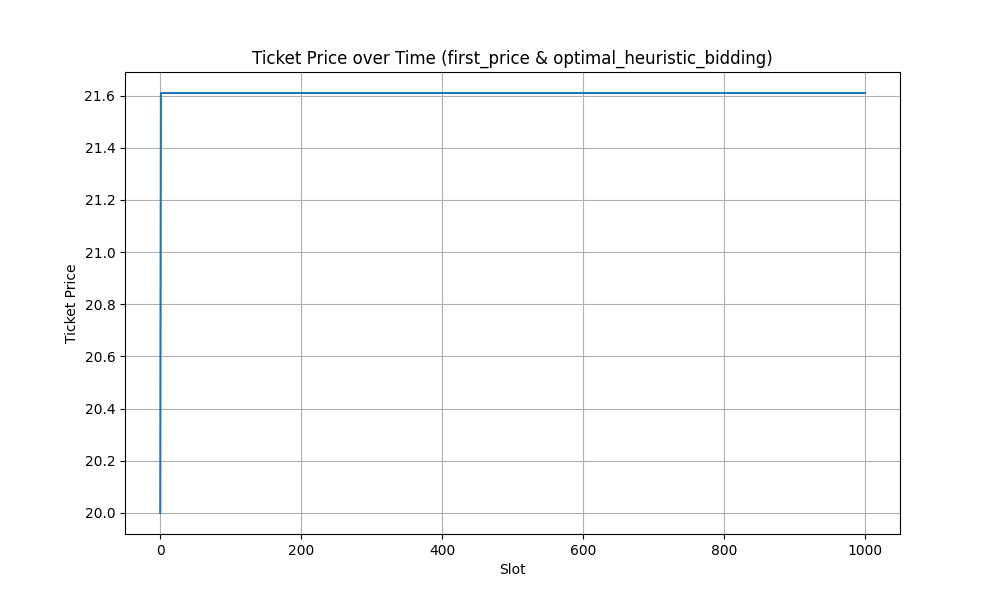 Ticket Price over Time (first_price & optimal_heuristic_bidding)
21.6
21.4
21.2
21.0
20.8
20.6
20.4
20.2
20.0
Ticket Price
0 200 400 600 800 1000
Slot